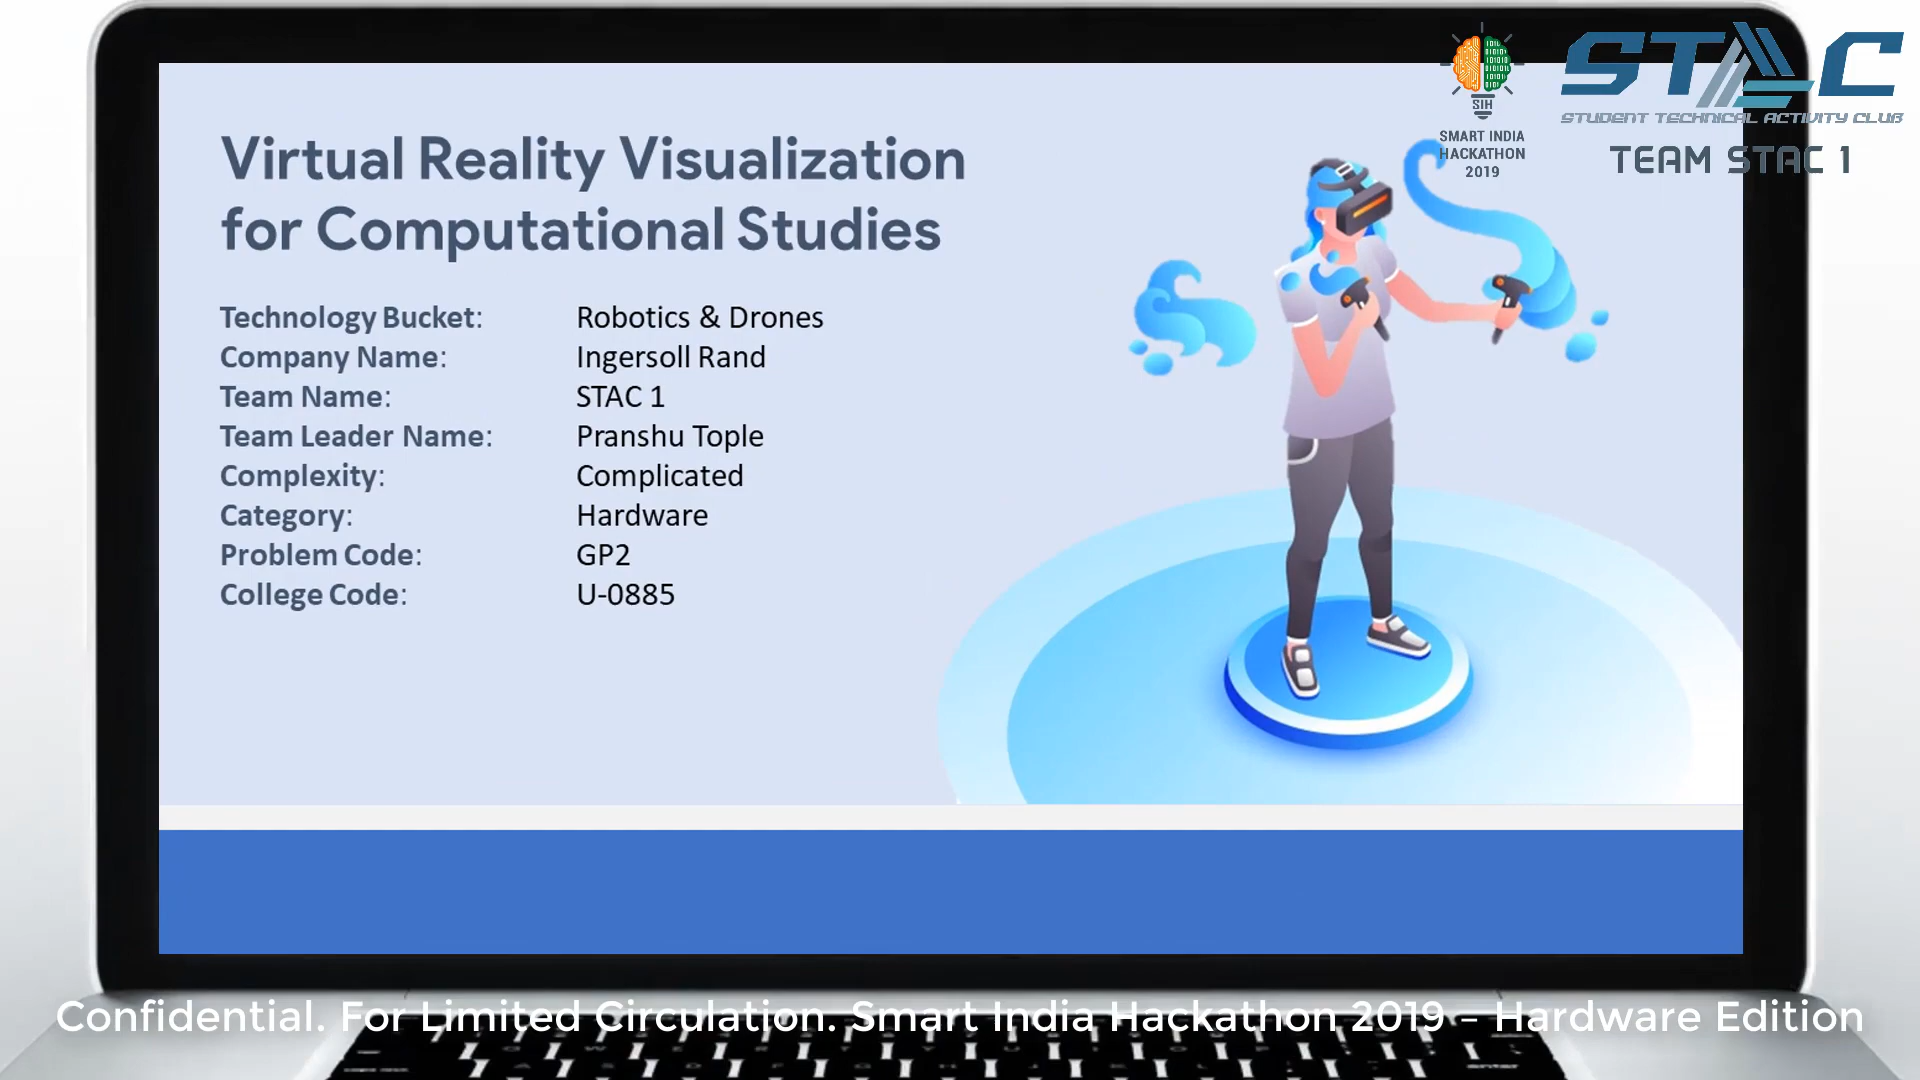 SIH
SMART INDIA
HACKATHON
2019
STAC
STUDENT TECHNICAL ACTIVITY CLUB
TEAM STAC 1
Virtual Reality Visualization
for Computational Studies
Technology Bucket: Robotics & Drones
Company Name: Ingersoll Rand
Team Name: STAC 1
Team Leader Name: Pranshu Tople
Complexity: Complicated
Category: Hardware
Problem Code: GP2
College Code: U-0885
Confidential. For Limited Circulation. Smart India Hackathon 2019 – Hardware Edition